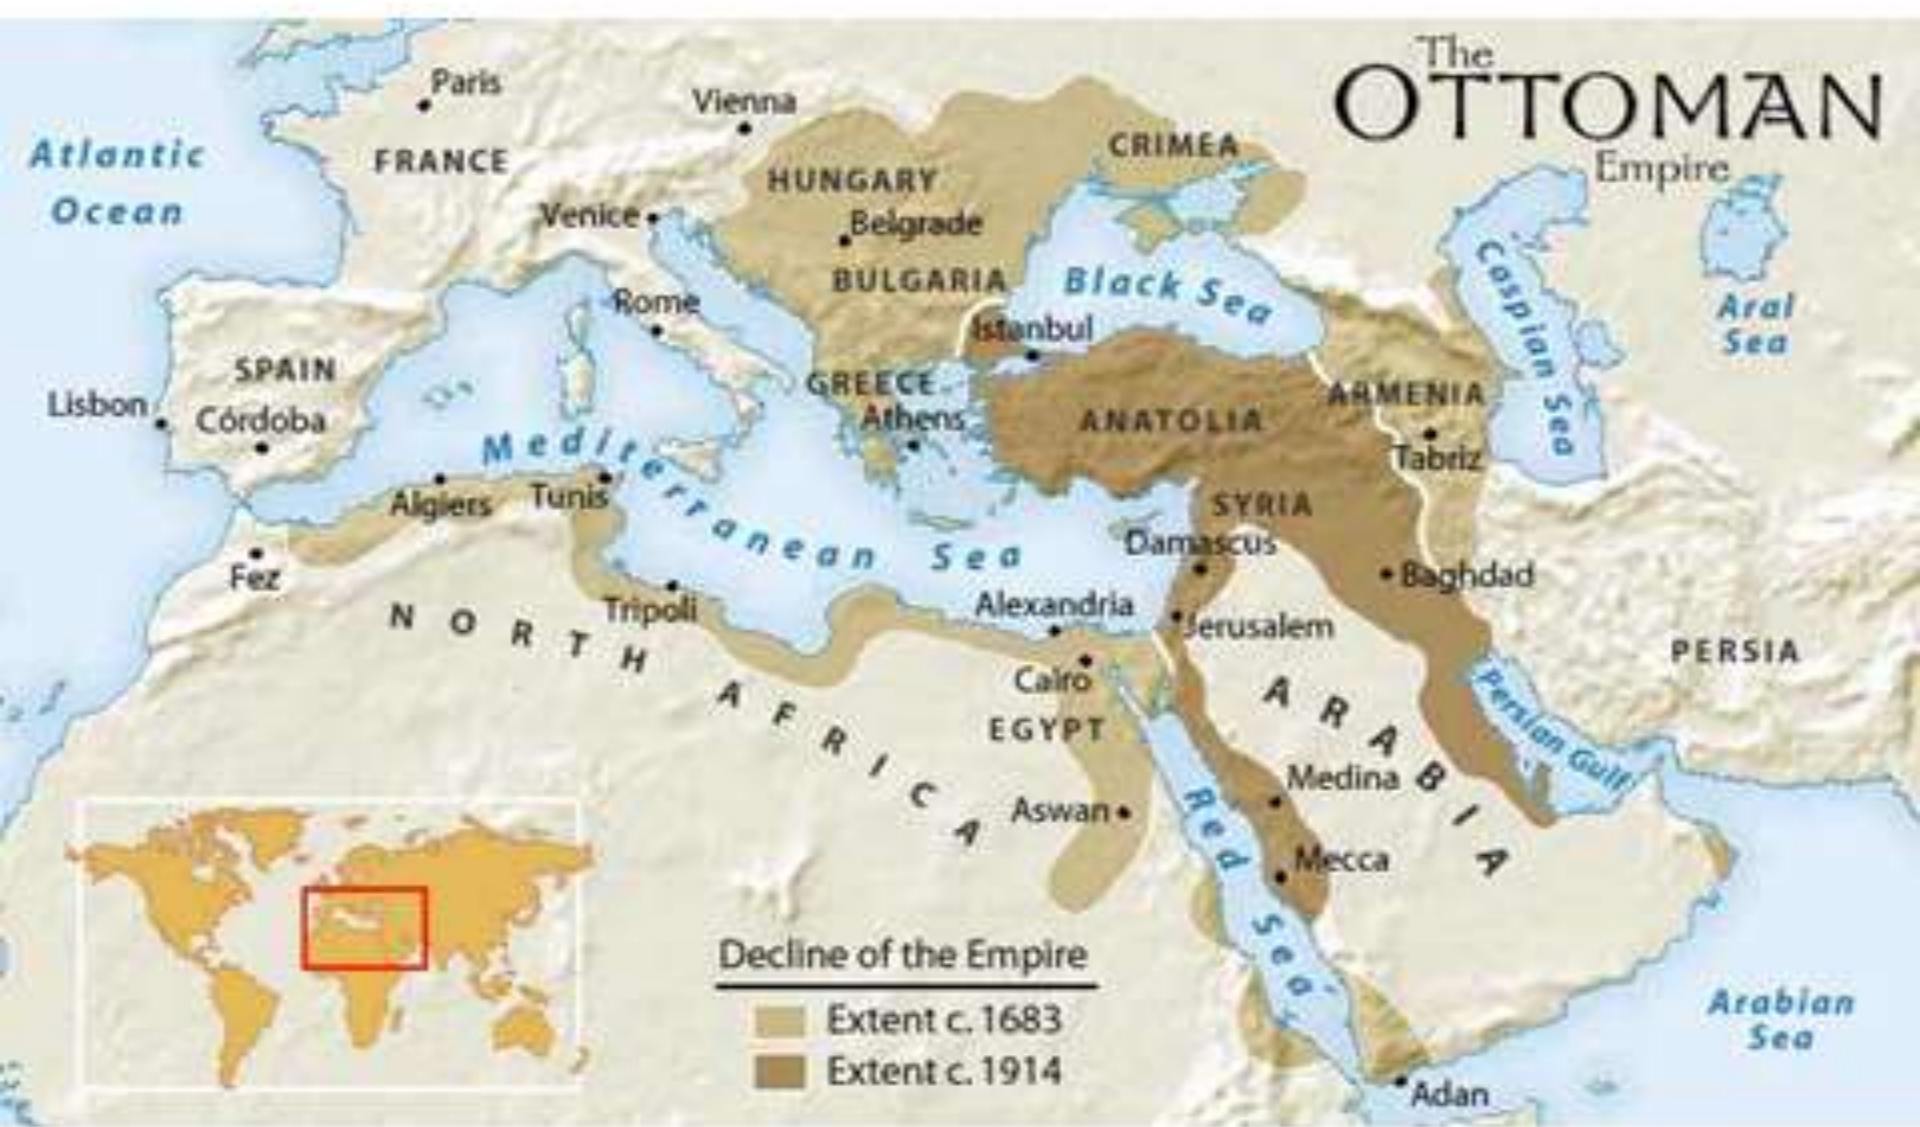 The
OTTOMAN
Empire
Paris
Vienna
Atlantic
Ocean
FRANCE
CRIMEA
HUNGARY
Venice
Belgrade
BULGARIA
Black Sea
Caspian Sea
Aral
Sea
Rome
Istanbul
SPAIN
GREECE
ARMENIA
Lisbon
Córdoba
Athens
ANATOLIA
Mediterranean Sea
Tabriz
Algiers
Tunis
SYRIA
Damascus
Fez
Baghdad
Tripoli
Alexandria
Jerusalem
NORTH AFRICA
PERSIA
Cairo
ARABIA
Persian Gulf
EGYPT
Medina
Aswan
Red Sea
Mecca
Decline of the Empire
Extent c. 1683
Extent c. 1914
Arabian
Sea
Adan